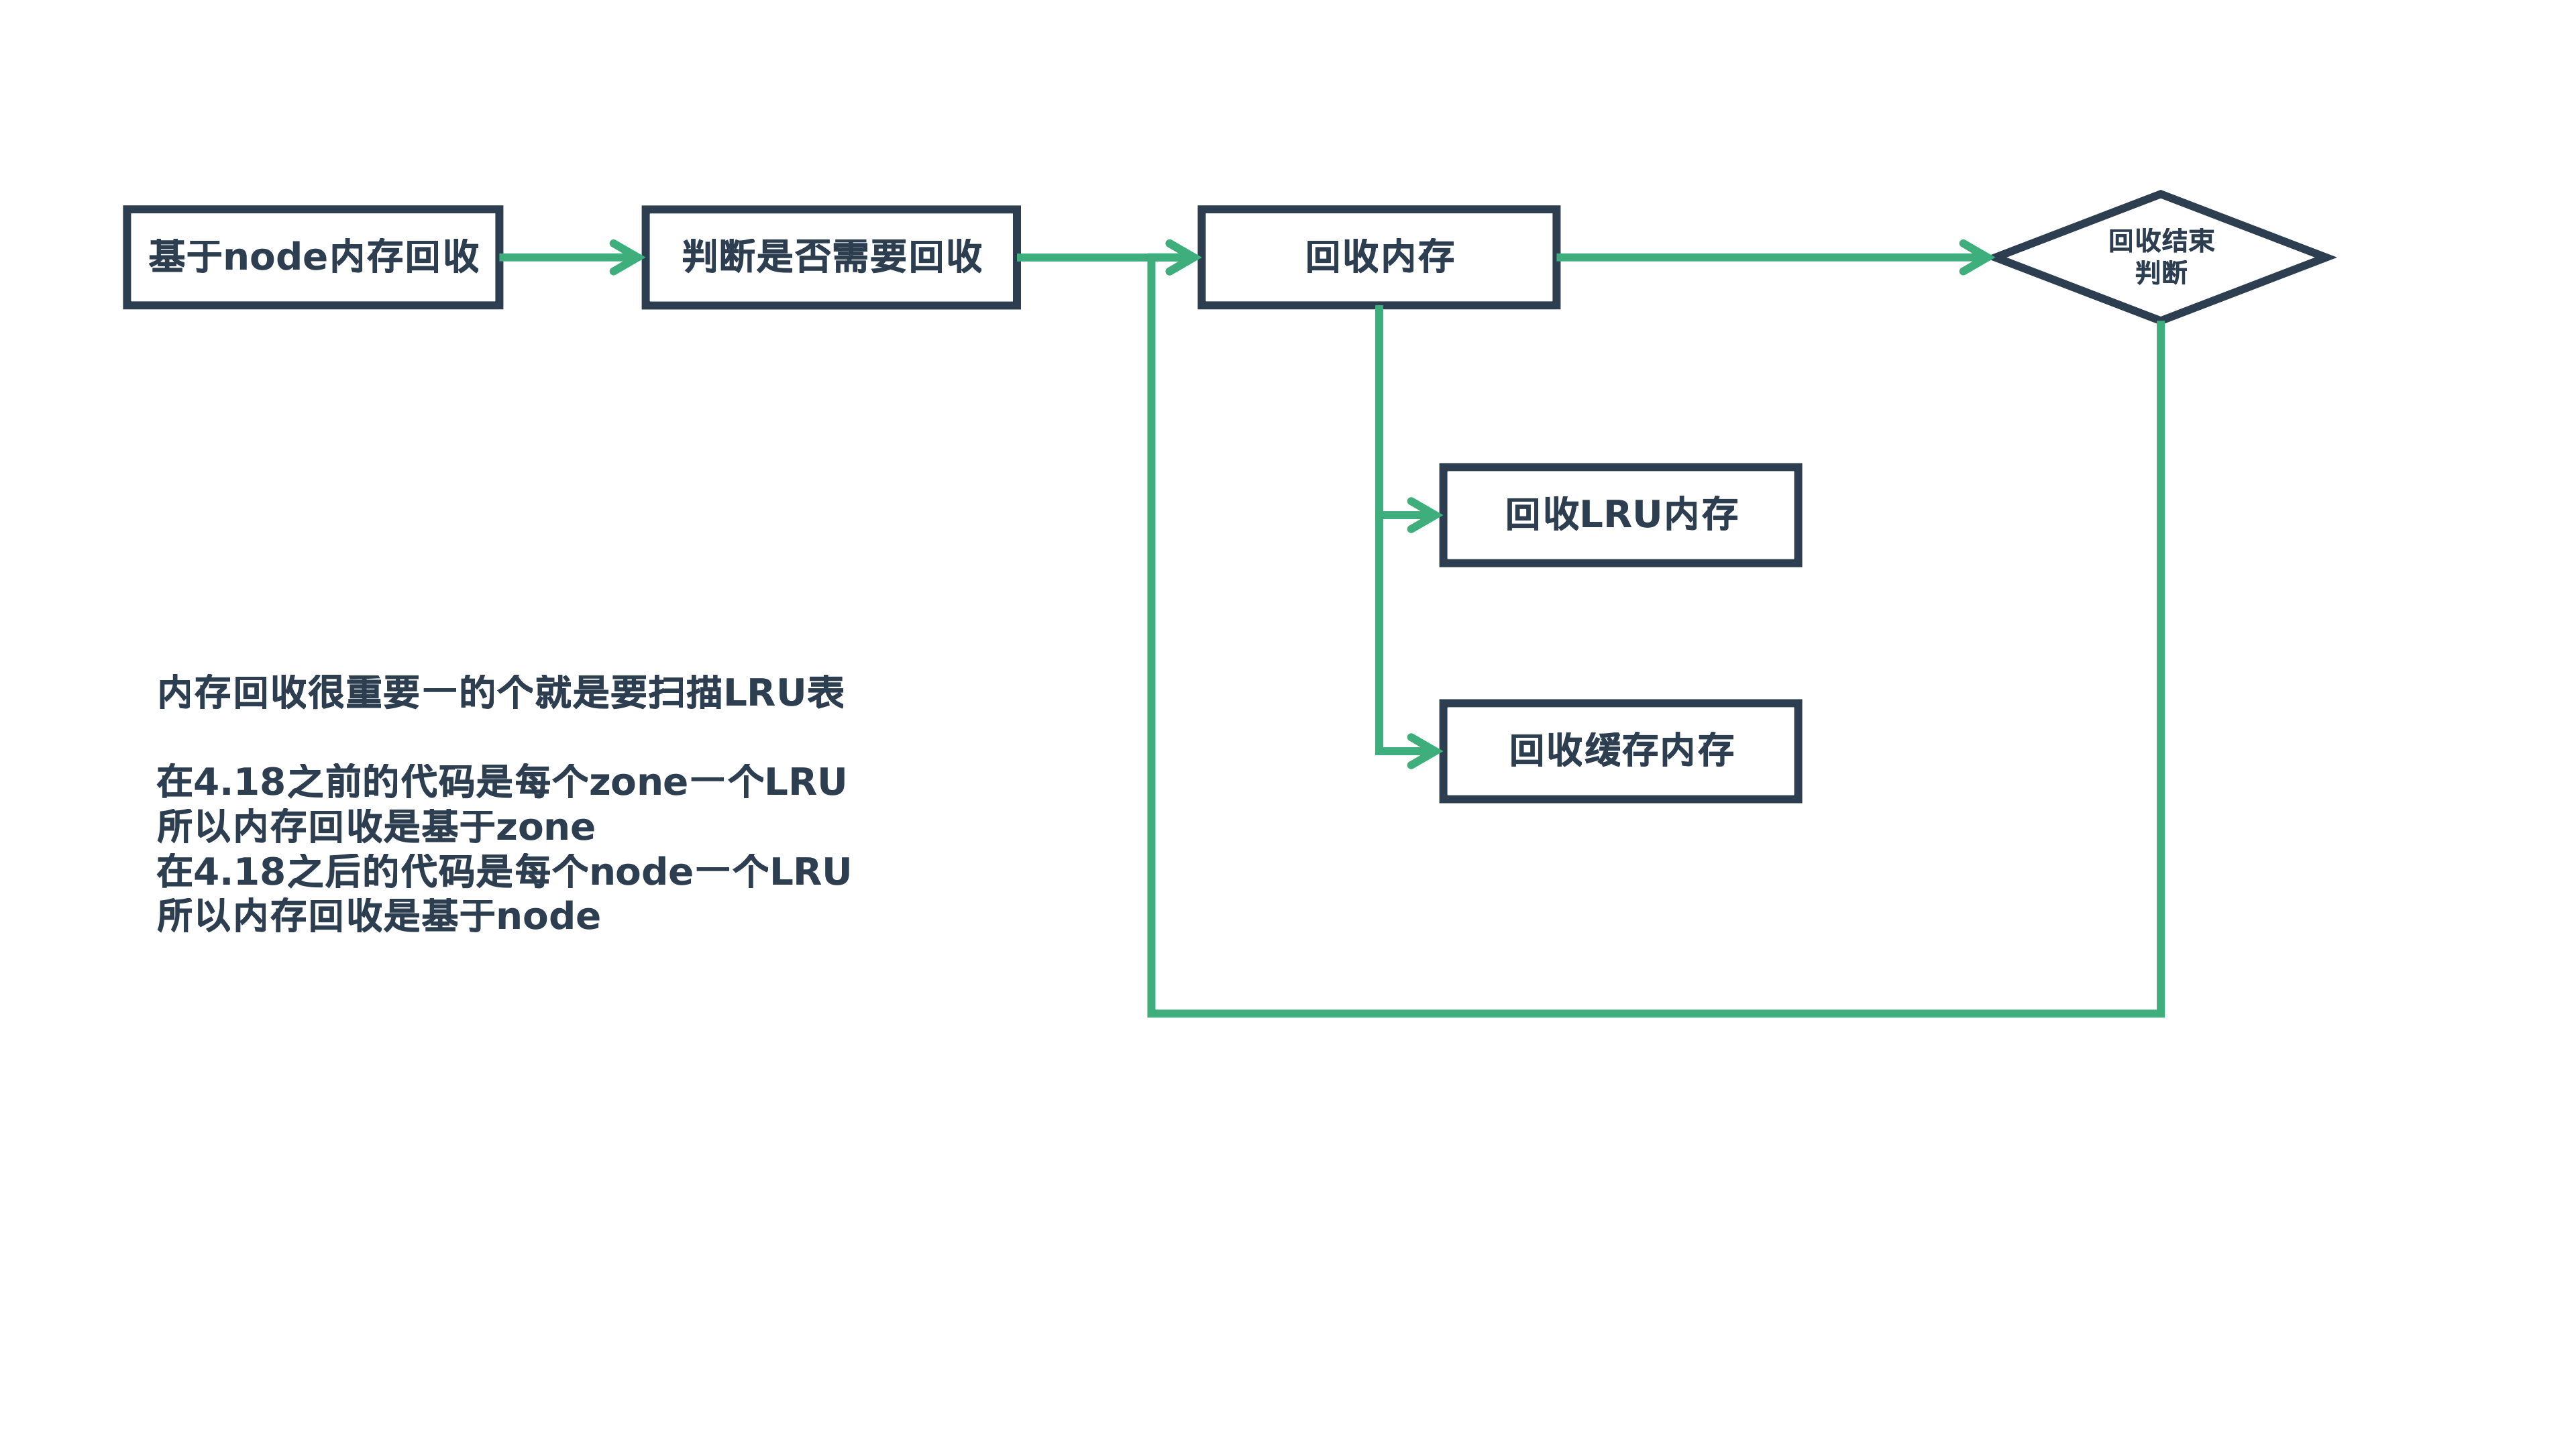 基于node内存回收
判断是否需要回收
回收内存
回收结束
判断
回收LRU内存
回收缓存内存
内存回收很重要一的个就是要扫描LRU表
在4.18之前的代码是每个zone一个LRU
所以内存回收是基于zone
在4.18之后的代码是每个node一个LRU
所以内存回收是基于node